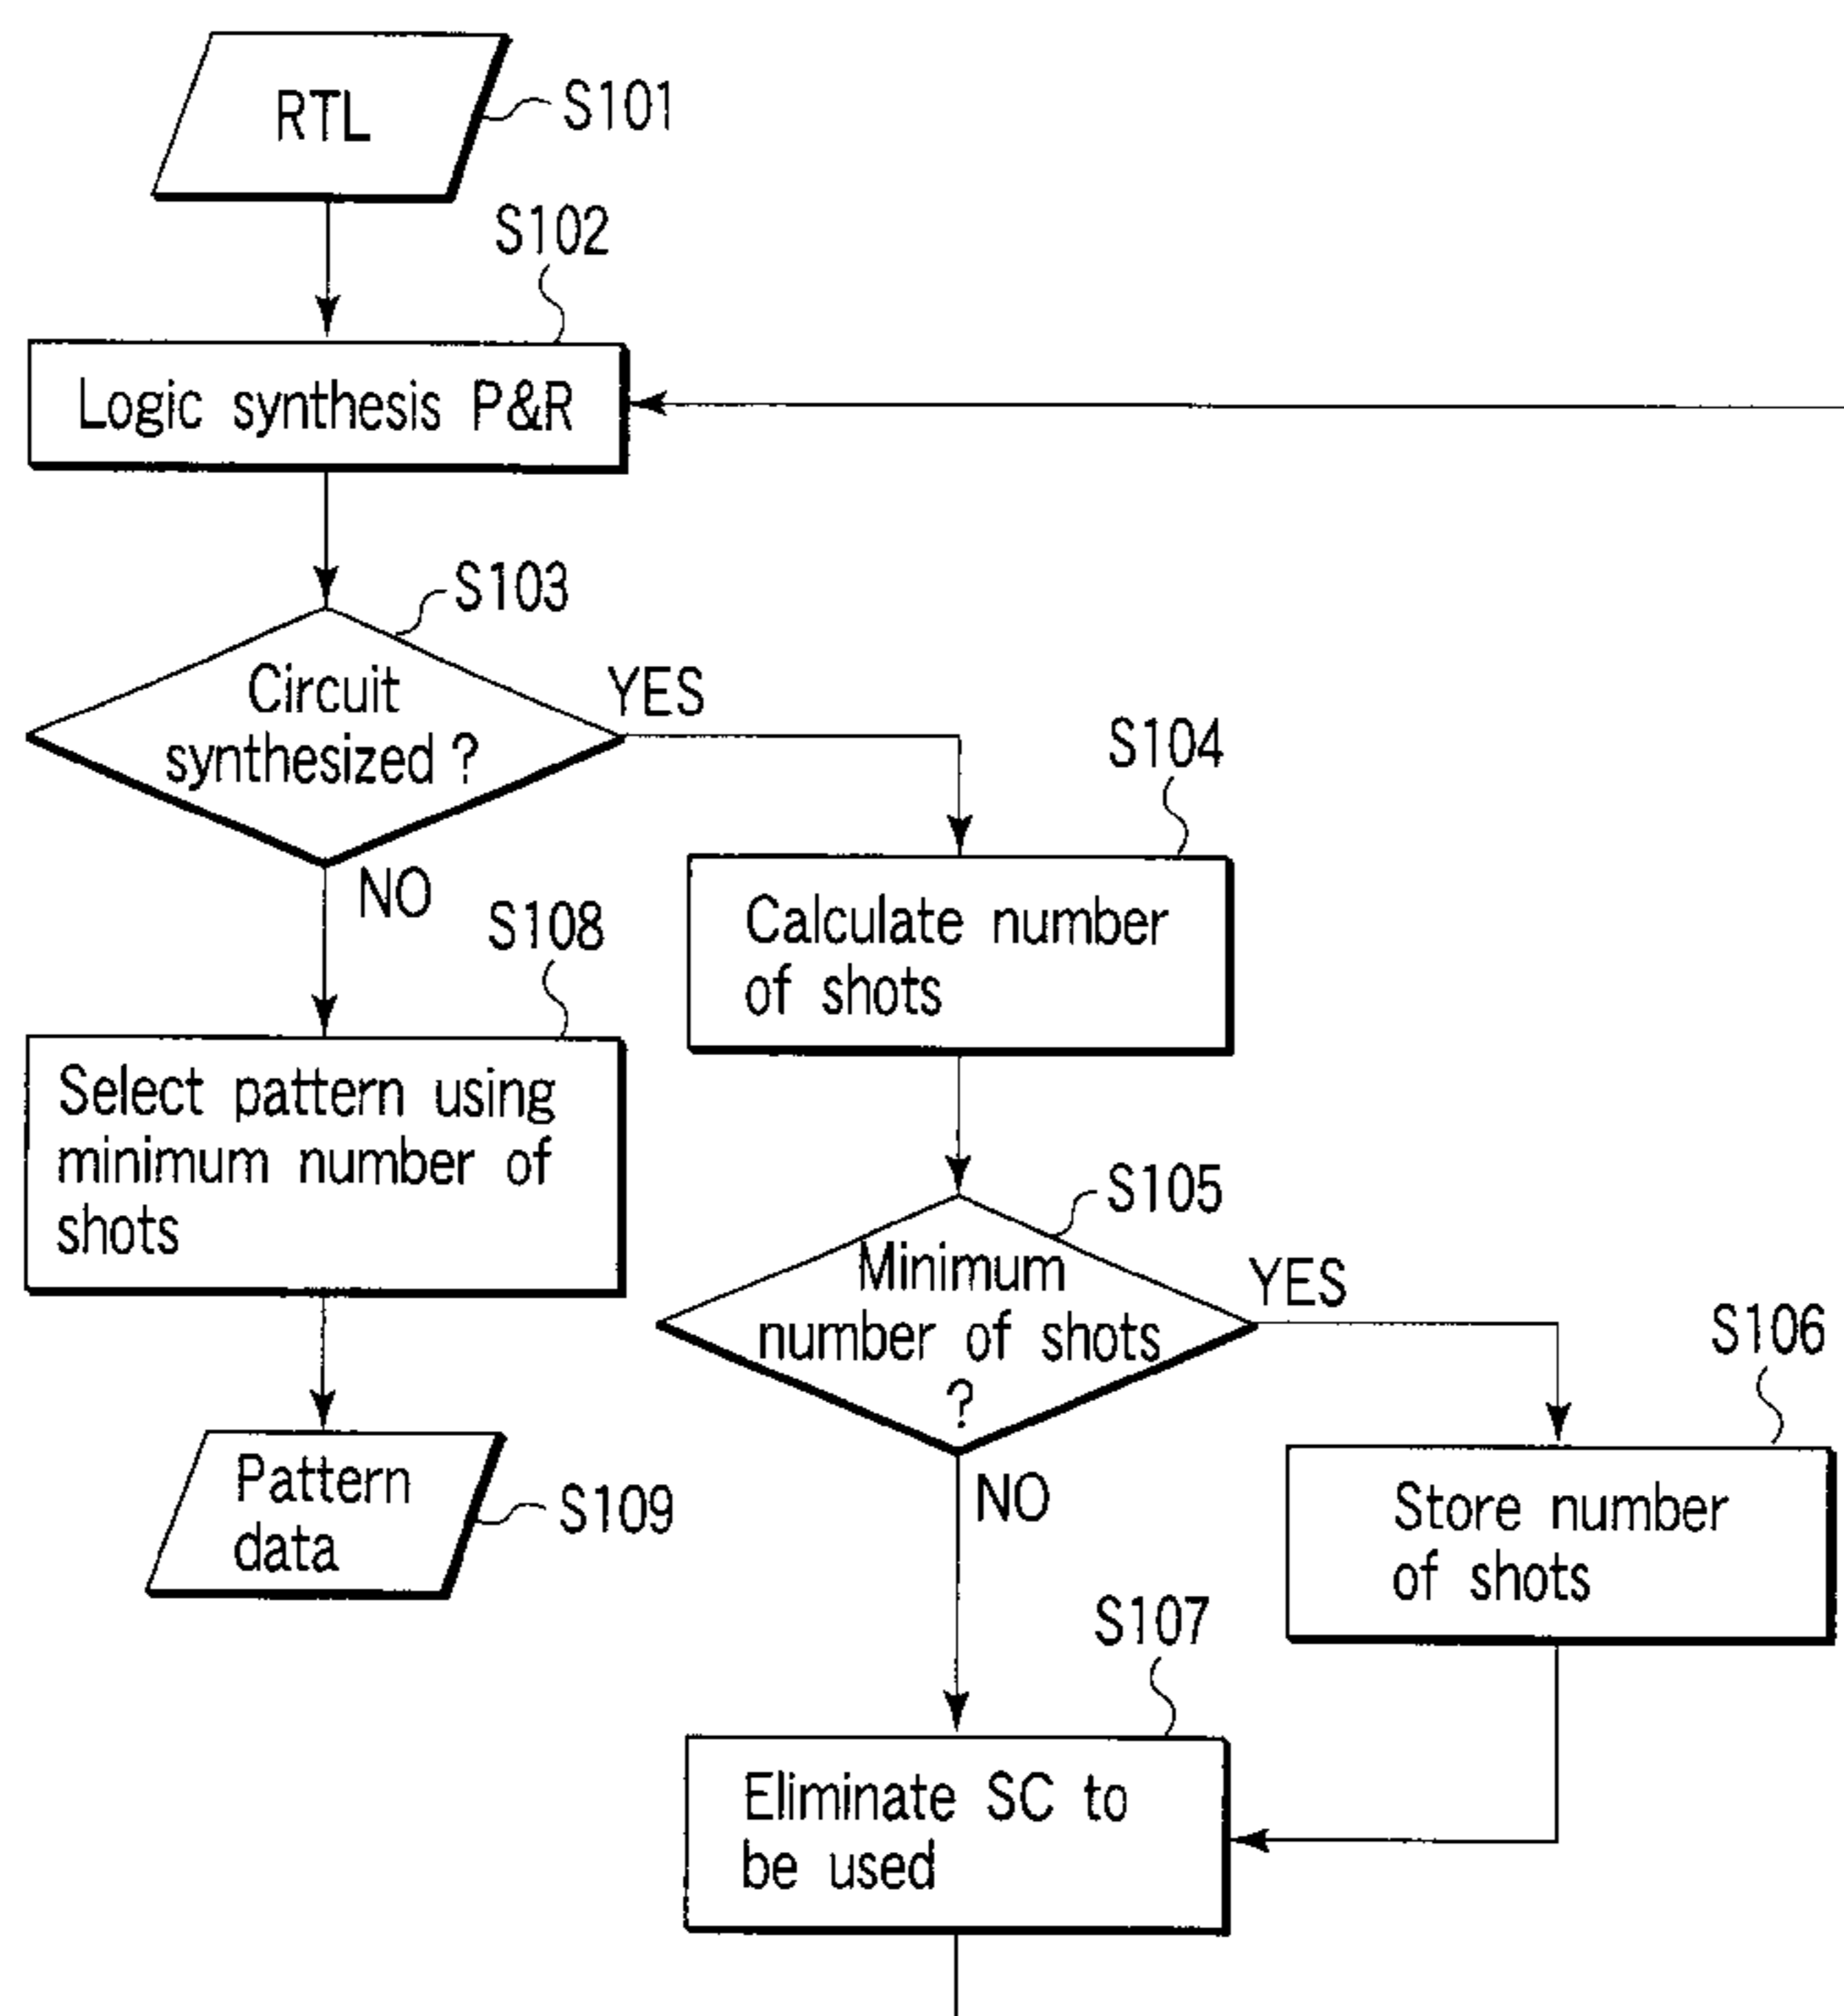 RTL
S101
S102
Logic synthesis P&R
S103
Circuit
synthesized ?
YES
NO
S104
Calculate number
of shots
S108
Select pattern using
minimum number of
shots
S105
Minimum
number of shots
?
YES
NO
S106
Store number
of shots
Pattern
data
S109
S107
Eliminate SC to
be used